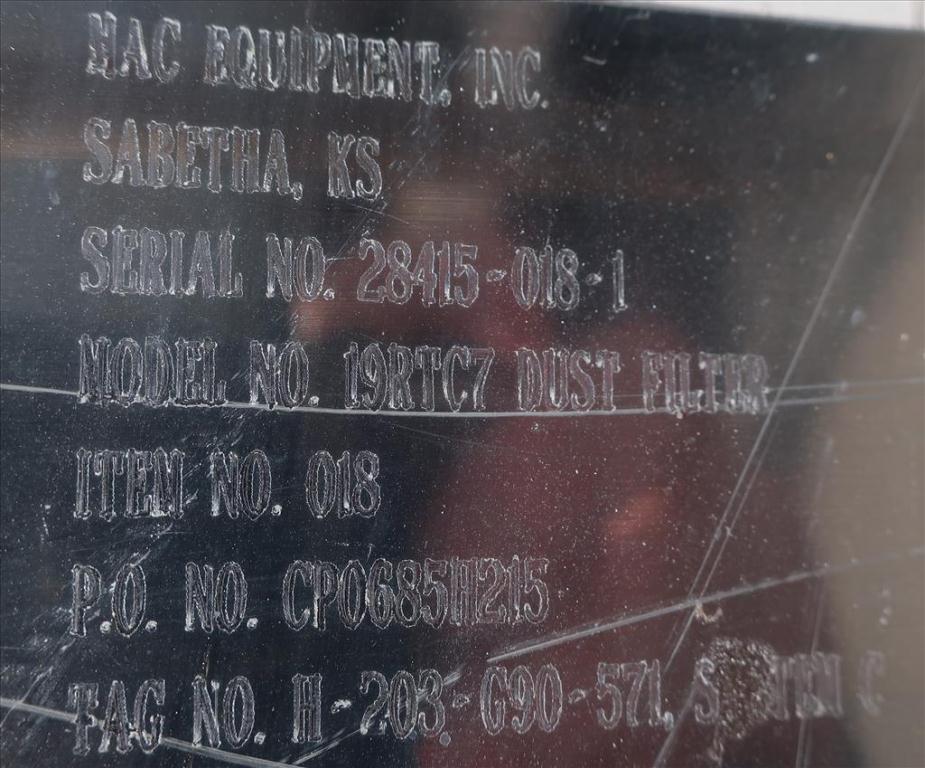 MAC EQUIPMENT, INC.
SABETHA, KS
SERIAL NO. 28415-018-1
MODEL NO. 19RTC7 DUST FILTER
ITEM NO. 018
P.O. NO. CP0685H215
TAG NO. H-203-G90-571, C